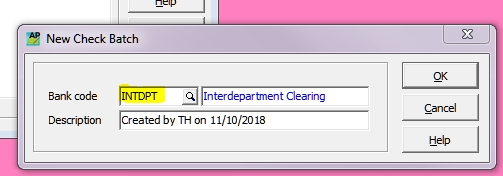 Help
AP New Check Batch
Bank code INTDPT Interdepartment Clearing
Description Created by TH on 11/10/2018
OK
Cancel
Help